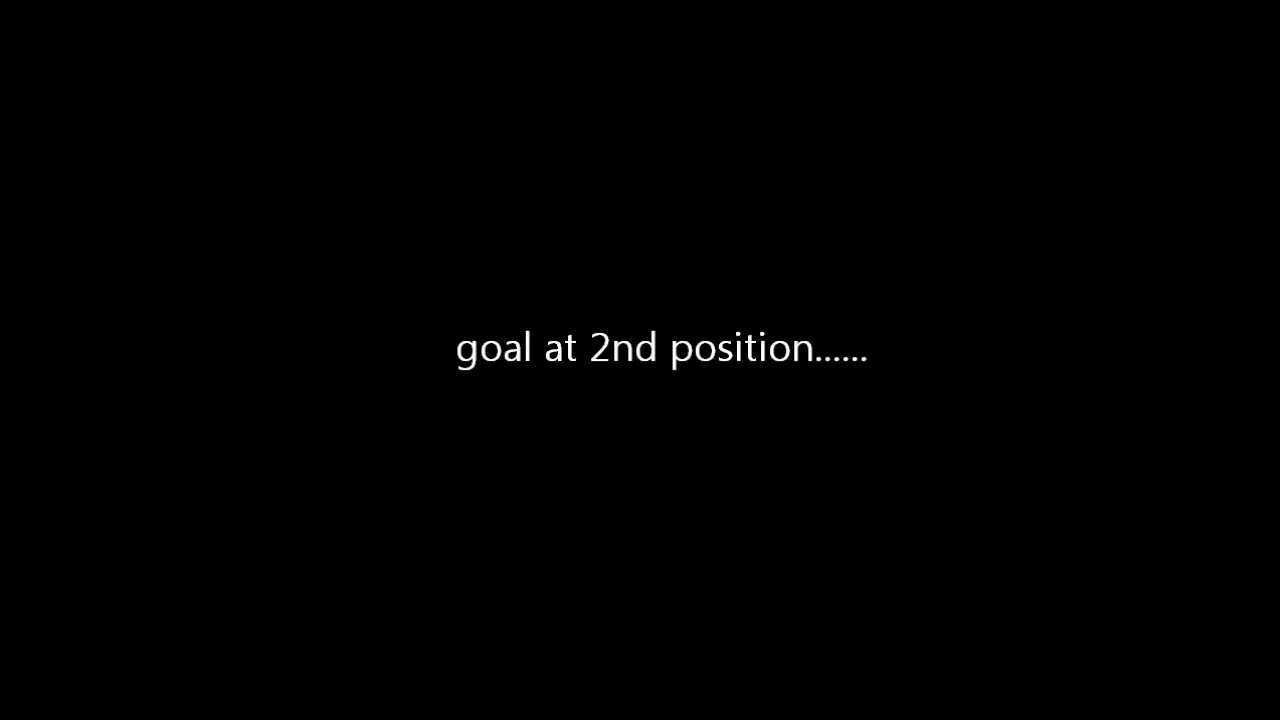 goal at 2nd position......